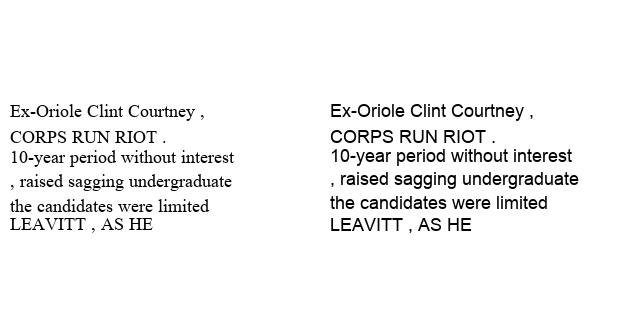 Ex-Oriole Clint Courtney ,
CORPS RUN RIOT .
10-year period without interest
, raised sagging undergraduate
the candidates were limited
LEAVITT , AS HE
Ex-Oriole Clint Courtney ,
CORPS RUN RIOT .
10-year period without interest
, raised sagging undergraduate
the candidates were limited
LEAVITT , AS HE